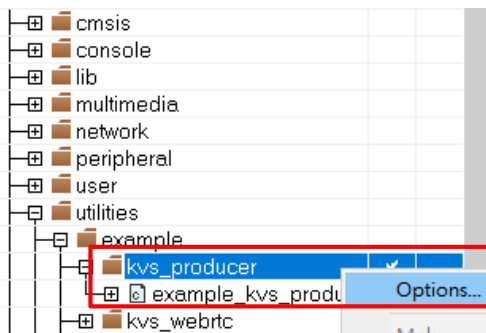 cmsis
console
lib
multimedia
network
peripheral
user
utilities
example
kvs_producer
example_kvs_produ
Options...
kvs_webrtc